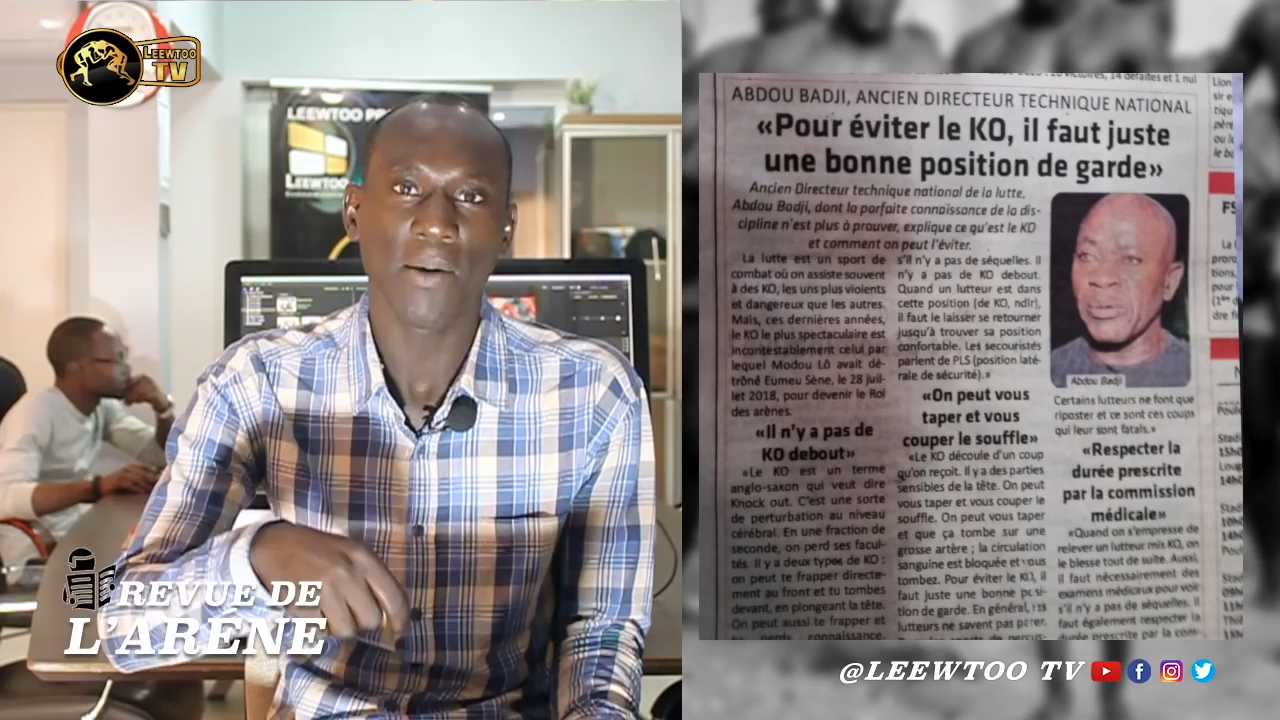 LEEWTOO
TV
LEEWTOO
REVUE DE
L'ARÈNE
ABDOU BADJI, ANCIEN DIRECTEUR TECHNIQUE NATIONAL
«Pour éviter le KO, il faut juste
une bonne position de garde»
Ancien Directeur technique national de la lutte,
Abdou Badji, dont la parfaite connaissance de la dis-
cipline n'est plus à prouver, explique ce qu'est le KO
et comment on peut l'éviter.
La lutte est un sport de
combat où on assiste souvent
à des KO, les uns plus violents
et dangereux que les autres.
Mais, ces dernières années,
le KO le plus spectaculaire est
incontestablement celui par
lequel Modou Lô avait dé-
trôné Eumeu Sène, le 28 juil-
let 2018, pour devenir le Roi
des arènes.
«Il n'y a pas de
KO debout»
«Le KO est un terme
anglo-saxon qui veut dire
Knock out. C'est une sorte
de perturbation au niveau
cérébral. En une fraction de
seconde, on perd ses facul-
tés. Il y a deux types de KO :
on peut te frapper directe-
ment au front et tu tombes
devant, en plongeant la tête.
On peut aussi te frapper et
perds connaissance.
s'il n'y a pas de séquelles. Il
n'y a pas de KO debout.
Quand un lutteur est dans
cette position (de KO, ndlr),
il faut le laisser se retourner
jusqu'à trouver sa position
confortable. Les secouristés
parlent de PLS (position laté-
rale de sécurité).»
«On peut vous
taper et vous
couper le souffle»
«Le KO découle d'un coup
qu'on reçoit. Il y a des parties
sensibles de la tête. On peut
vous taper et vous couper le
souffle. On peut vous taper
et que ça tombe sur une
grosse artère ; la circulation
sanguine est bloquée et vous
tombez. Pour éviter le KO, il
faut juste une bonne posi-
tion de garde. En général, les
lutteurs ne savent pas parer.
Abdou Badji
Certains lutteurs ne font que
riposter et ce sont ces coups
qui leur sont fatals.»
«Respecter la
durée prescrite
par la commission
médicale»
«Quand on s'empresse de
relever un lutteur mis KO, on
le blesse tout de suite. Aussi,
il faut nécessairement des
examens médicaux pour voir
s'il n'y a pas de séquelles. Il
faut également respecter la
durée prescrite par la com-
@LEEWTOO TV